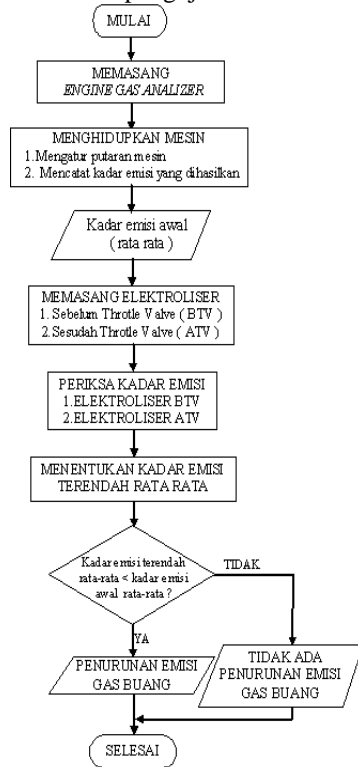 MULAI
MEMASANG
ENGINE GAS ANALIZER
MENGHIDUPKAN MESIN
1.Mengatur putaran mesin
2. Mencatat kadar emisi yang dihasilkan
Kadar emisi awal
( rata rata )
MEMASANG ELEKTROLISER
1. Sebelum Throtle Valve ( BTV )
2.Sesudah Throtle Valve ( ATV )
PERIKSA KADAR EMISI
1.ELEKTROLISER BTV
2.ELEKTROLISER ATV
MENENTUKAN KADAR EMISI
TERENDAH RATA RATA
Kadar emisi terendah
rata-rata < kadar emisi
awal rata-rata ?
TIDAK
YA
PENURUNAN EMISI
GAS BUANG
TIDAK ADA
PENURUNAN EMISI
GAS BUANG
SELESAI